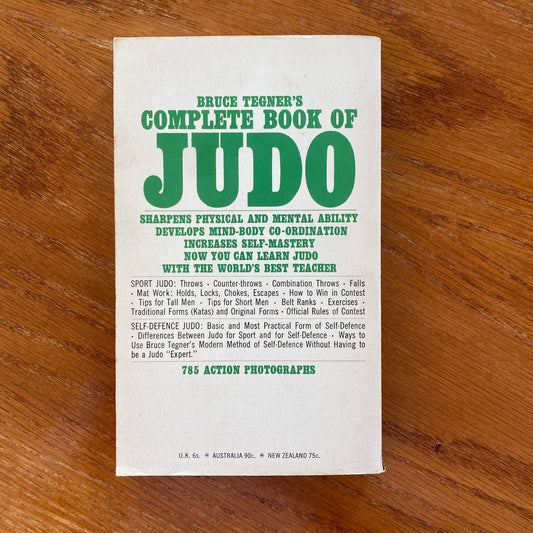 BRUCE TEGNER'S
COMPLETE BOOK OF
JUDO
SHARPENS PHYSICAL AND MENTAL ABILITY
DEVELOPS MIND-BODY CO-ORDINATION
INCREASES SELF-MASTERY
NOW YOU CAN LEARN JUDO
WITH THE WORLD'S BEST TEACHER
SPORT JUDO: Throws · Counter-throws · Combination Throws · Falls
· Mat Work: Holds, Locks, Chokes, Escapes · How to Win in Contest
· Tips for Tall Men · Tips for Short Men · Belt Ranks · Exercises ·
Traditional Forms (Katas) and Original Forms · Official Rules of Contest
SELF-DEFENCE JUDO: Basic and Most Practical Form of Self-Defence
· Differences Between Judo for Sport and for Self-Defence · Ways to
Use Bruce Tegner's Modern Method of Self-Defence Without Having to
be a Judo "Expert."
785 ACTION PHOTOGRAPHS
U.K. 6s. * AUSTRALIA 90c. * NEW ZEALAND 75c.